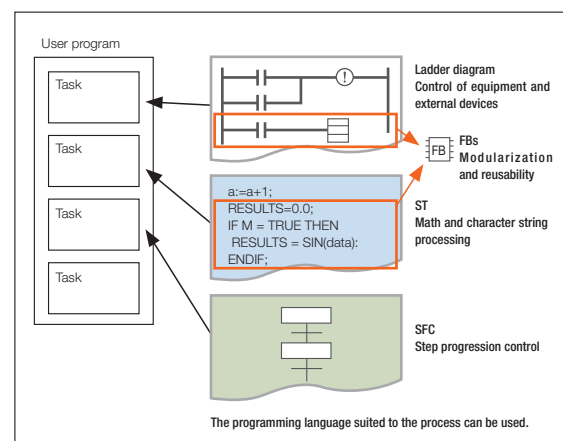 User program
Task
Task
Task
Task
Ladder diagram
Control of equipment and
external devices
!
FB
FBs
Modularization
and reusability
a:=a+1;
RESULTS=0.0;
IF M = TRUE THEN
RESULTS = SIN(data):
ENDIF;
ST
Math and character string
processing
SFC
Step progression control
The programming language suited to the process can be used.